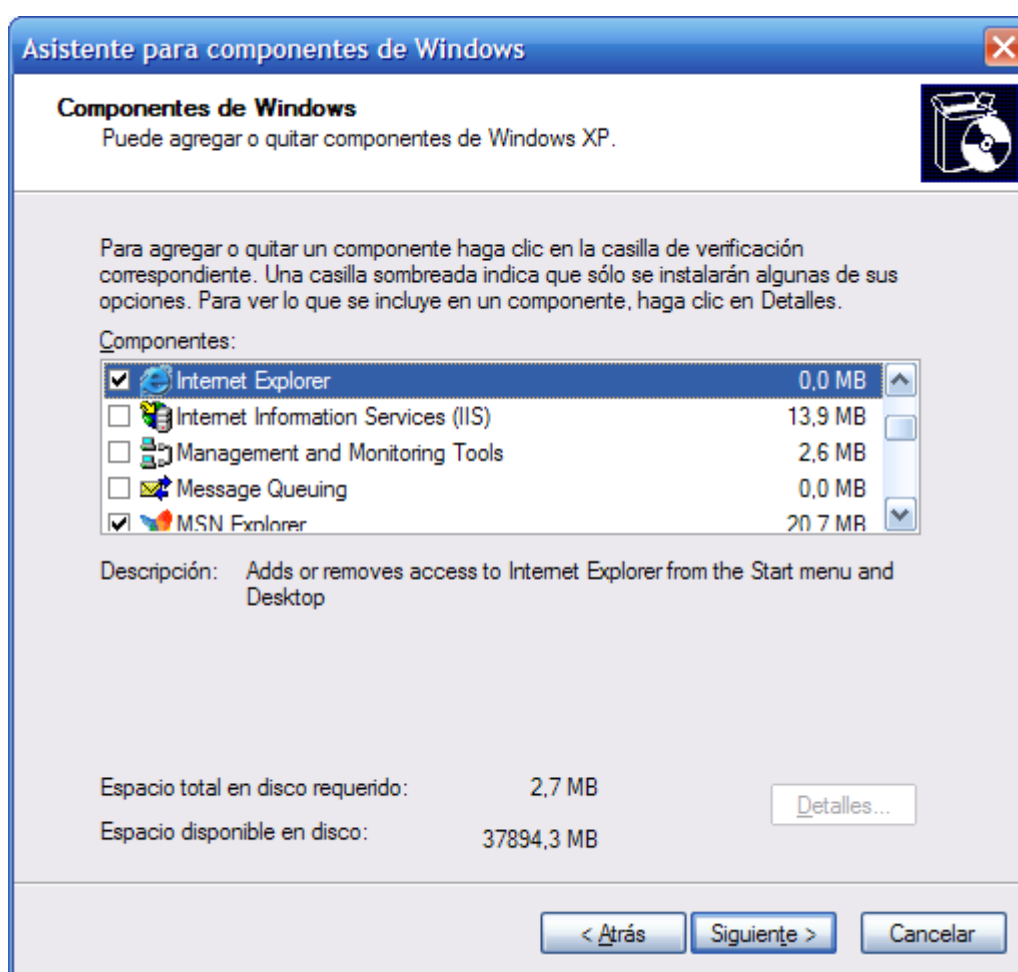 Asistente para componentes de Windows
Componentes de Windows
Puede agregar o quitar componentes de Windows XP.
Para agregar o quitar un componente haga clic en la casilla de verificación
correspondiente. Una casilla sombreada indica que sólo se instalarán algunas de sus
opciones. Para ver lo que se incluye en un componente, haga clic en Detalles.
Componentes:
Internet Explorer 0,0 MB
Internet Information Services (IIS) 13,9 MB
Management and Monitoring Tools 2,6 MB
Message Queuing 0,0 MB
MSN Explorer 20,7 MB
Descripción: Adds or removes access to Internet Explorer from the Start menu and
Desktop
Espacio total en disco requerido: 2,7 MB
Detalles...
Espacio disponible en disco: 37894,3 MB
< Atrás Siguiente > Cancelar